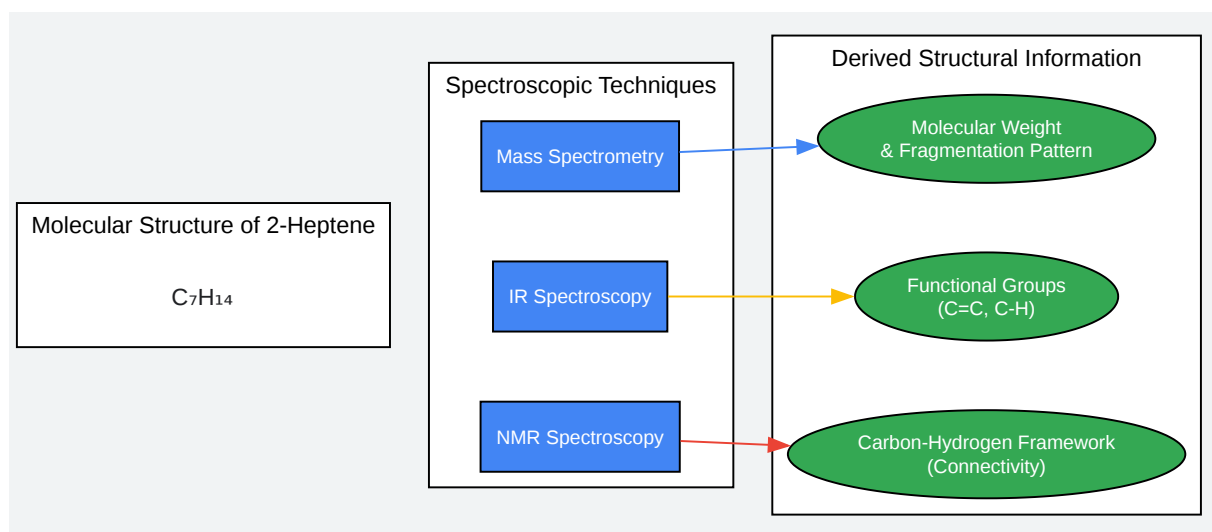 Molecular Structure of 2-Heptene
C₇H₁₄
Spectroscopic Techniques
Mass Spectrometry
IR Spectroscopy
NMR Spectroscopy
Derived Structural Information
Molecular Weight
& Fragmentation Pattern
Functional Groups
(C=C, C-H)
Carbon-Hydrogen Framework
(Connectivity)